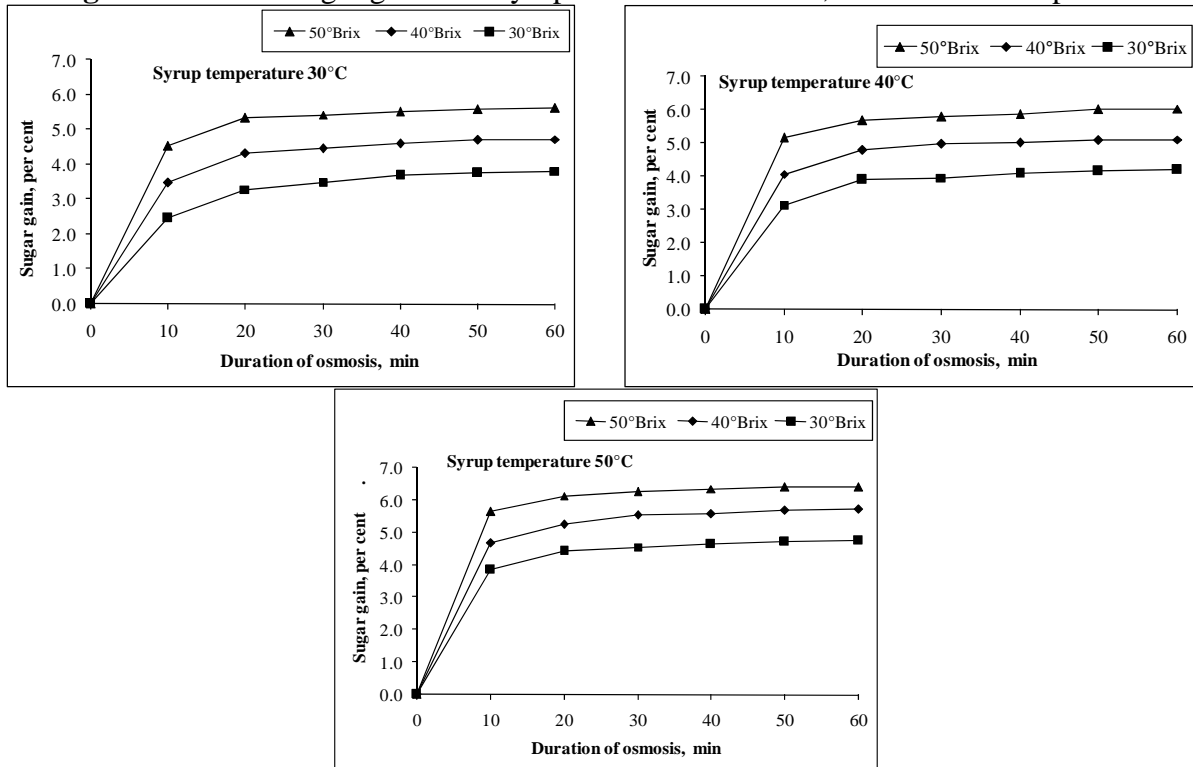 50°Brix 40°Brix 30°Brix
Syrup temperature 30°C
7.0
6.0
5.0
4.0
3.0
2.0
1.0
0.0
Sugar gain, per cent
0 10 20 30 40 50 60
Duration of osmosis, min
50°Brix 40°Brix 30°Brix
Syrup temperature 40°C
7.0
6.0
5.0
4.0
3.0
2.0
1.0
0.0
Sugar gain, per cent
0 10 20 30 40 50 60
Duration of osmosis, min
50°Brix 40°Brix 30°Brix
Syrup temperature 50°C
7.0
6.0
5.0
4.0
3.0
2.0
1.0
0.0
Sugar gain, per cent .
0 10 20 30 40 50 60
Duration of osmosis, min